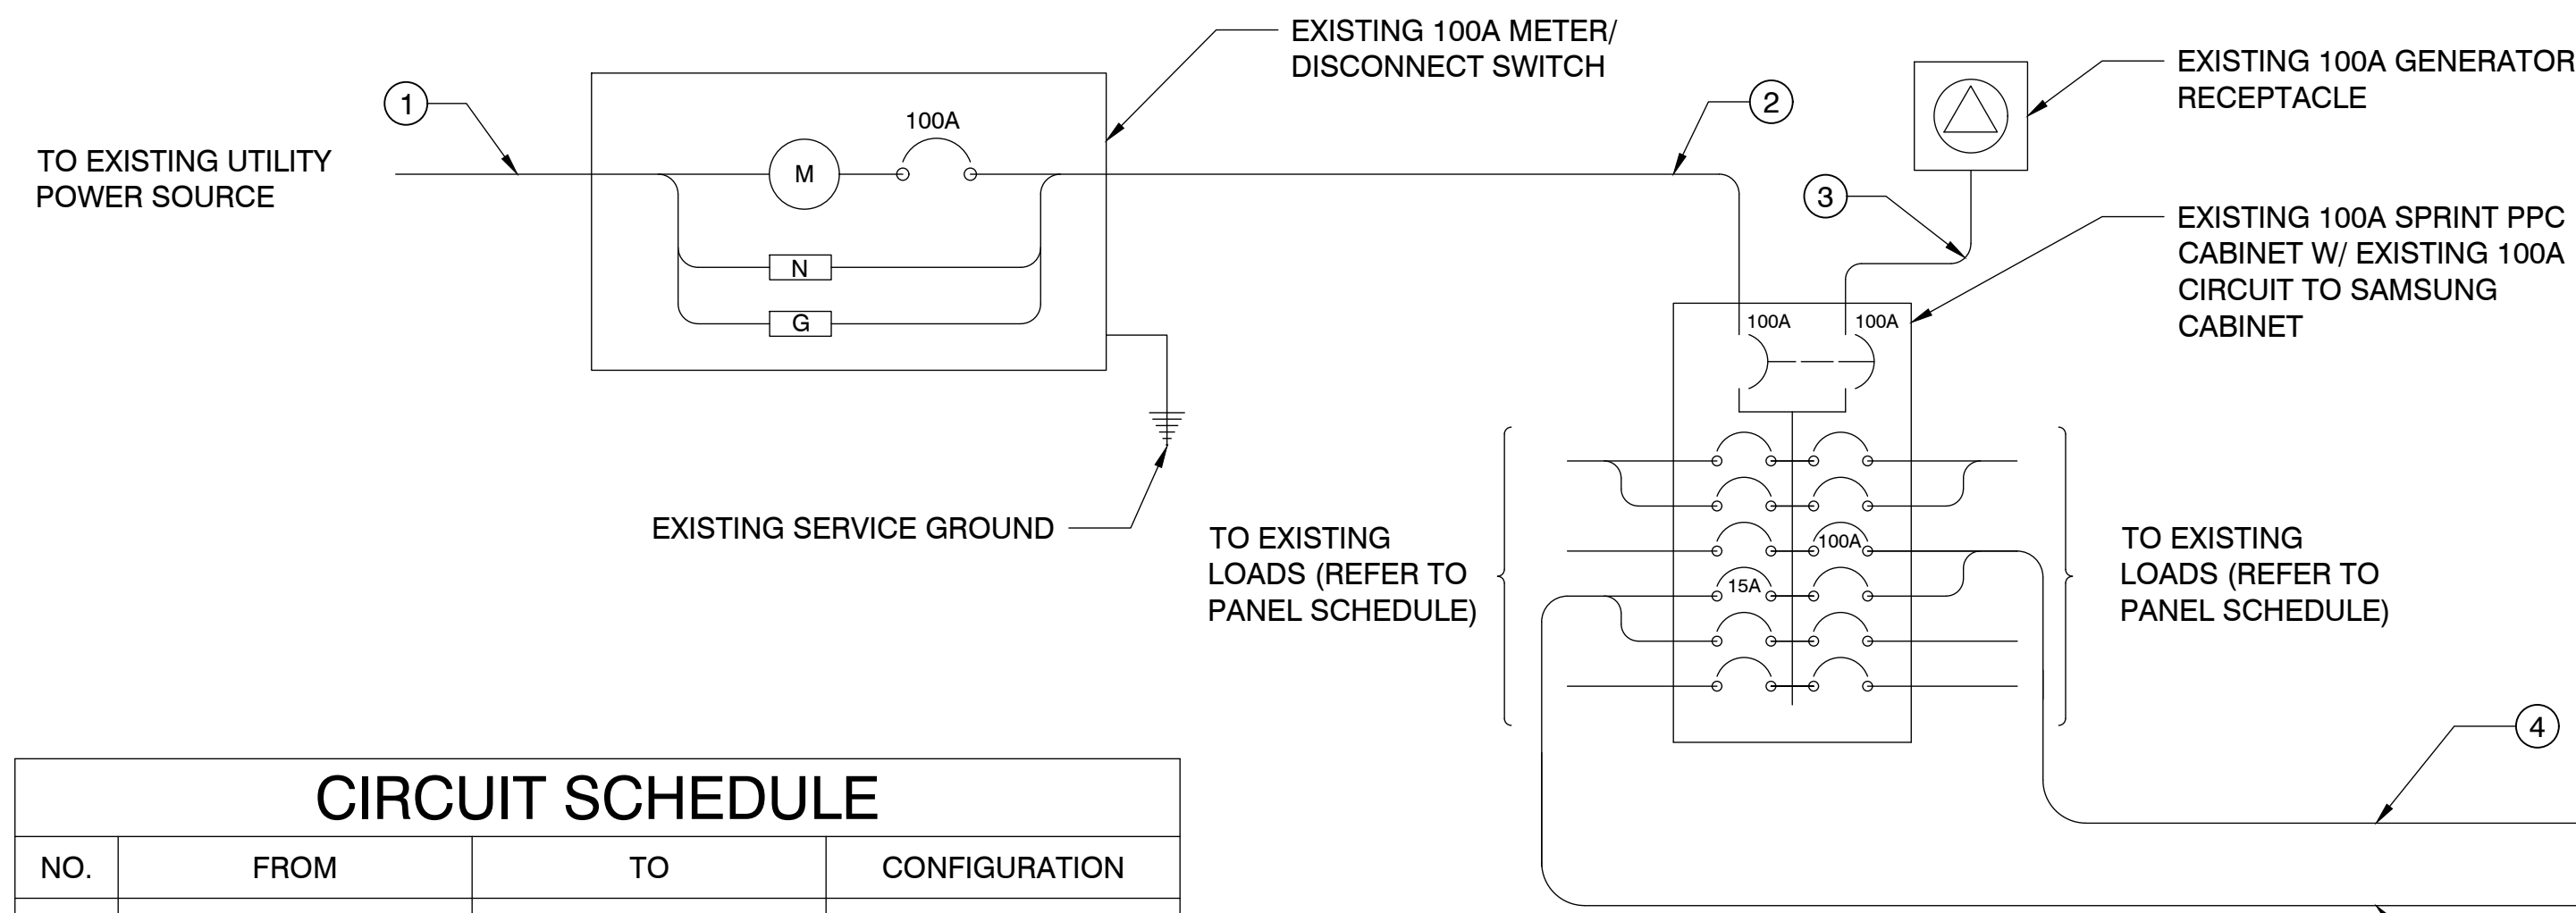 EXISTING 100A METER/
DISCONNECT SWITCH
EXISTING 100A GENERATOR
RECEPTACLE
1
2
100A
TO EXISTING UTILITY
POWER SOURCE
M
3
EXISTING 100A SPRINT PPC
CABINET W/ EXISTING 100A
CIRCUIT TO SAMSUNG
CABINET
N
G
100A
100A
EXISTING SERVICE GROUND
TO EXISTING
LOADS (REFER TO
PANEL SCHEDULE)
100A
15A
TO EXISTING
LOADS (REFER TO
PANEL SCHEDULE)
4
CIRCUIT SCHEDULE
NO. FROM TO CONFIGURATION